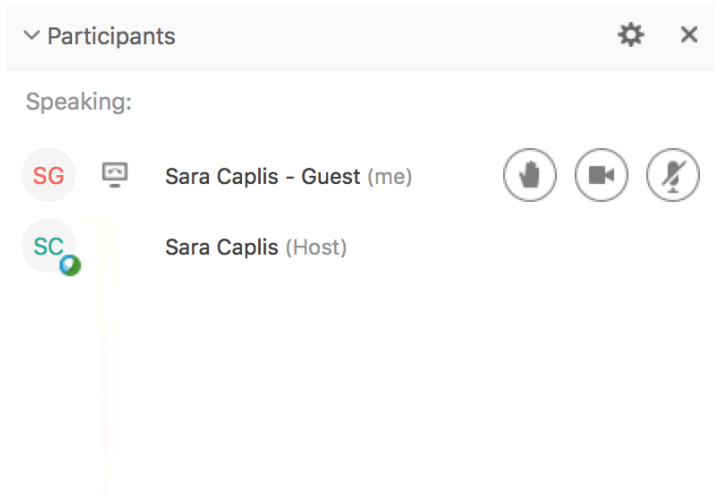 Participants
Speaking:
SG Sara Caplis - Guest (me)
SC Sara Caplis (Host)